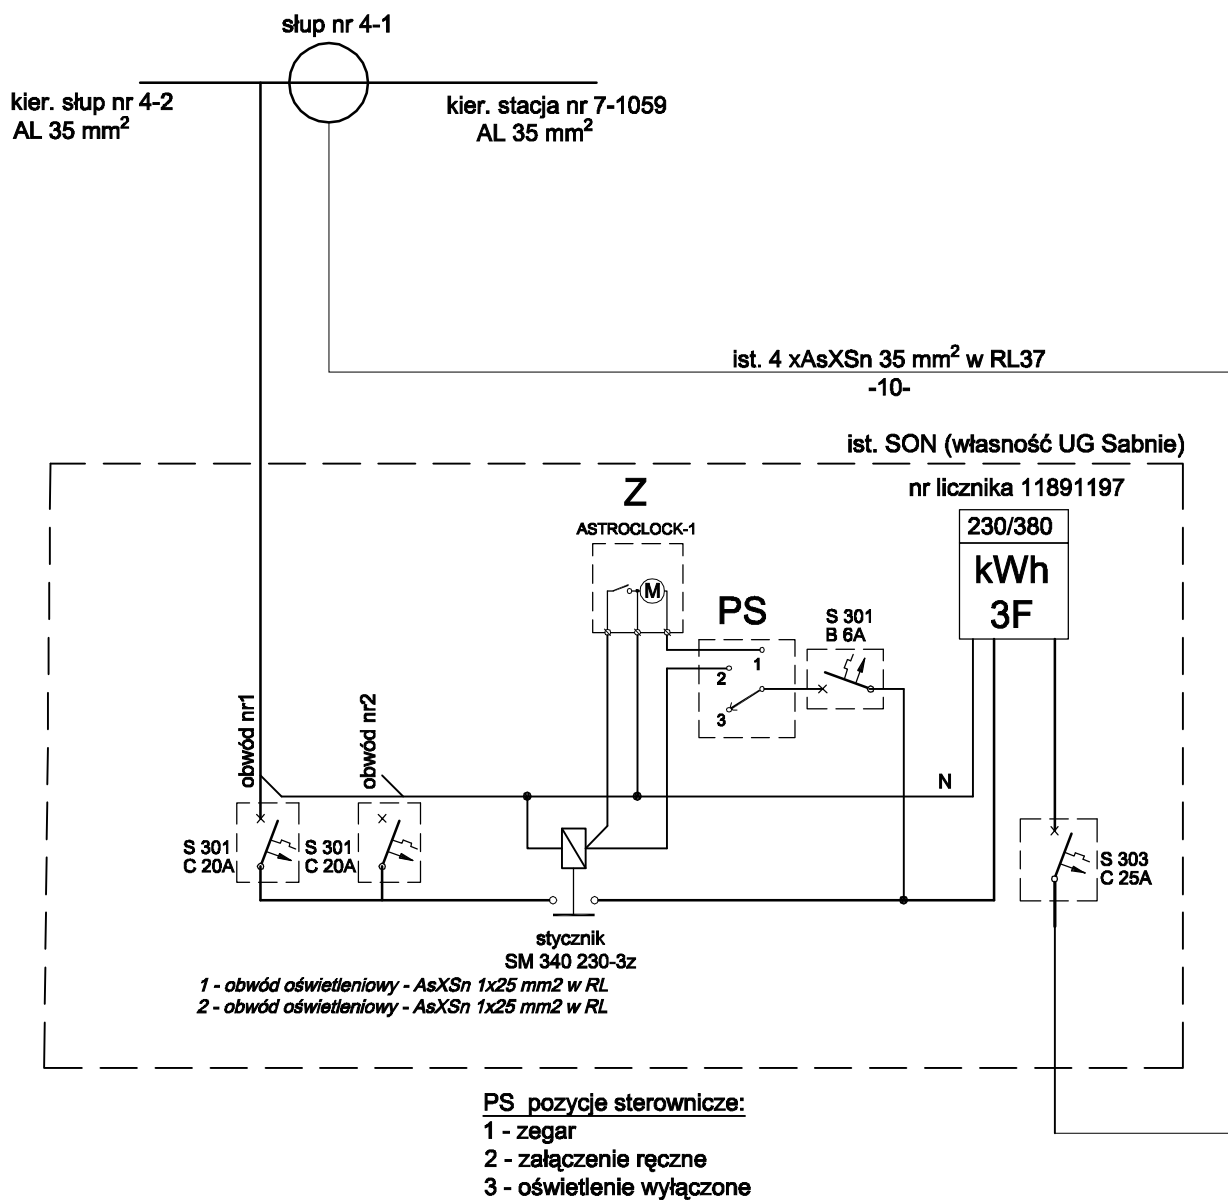 słup nr 4-1
kier. słup nr 4-2
AL 35 mm²
kier. stacja nr 7-1059
AL 35 mm²
ist. 4 xAsXSn 35 mm² w RL37
-10-
ist. SON (własność UG Sabnie)
nr licznika 11891197
230/380
kWh
3F
Z
ASTROCLOCK-1
M
PS
1
2
3
S 301
B 6A
obwód nr1
obwód nr2
N
S 301
C 20A
S 301
C 20A
S 303
C 25A
stycznik
SM 340 230-3z
1 - obwód oświetleniowy - AsXSn 1x25 mm2 w RL
2 - obwód oświetleniowy - AsXSn 1x25 mm2 w RL
PS pozycje sterownicze:
1 - zegar
2 - załączenie ręczne
3 - oświetlenie wyłączone